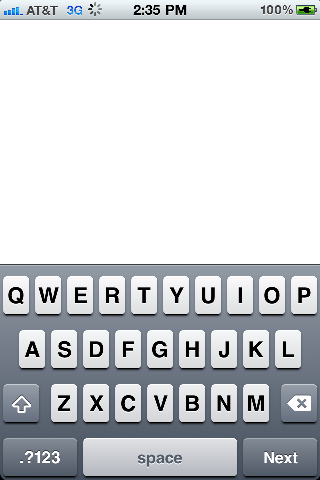 AT&T 3G 2:35 PM 100%
Q W E R T Y U I O P
A S D F G H J K L
Z X C V B N M
.?123 space Next